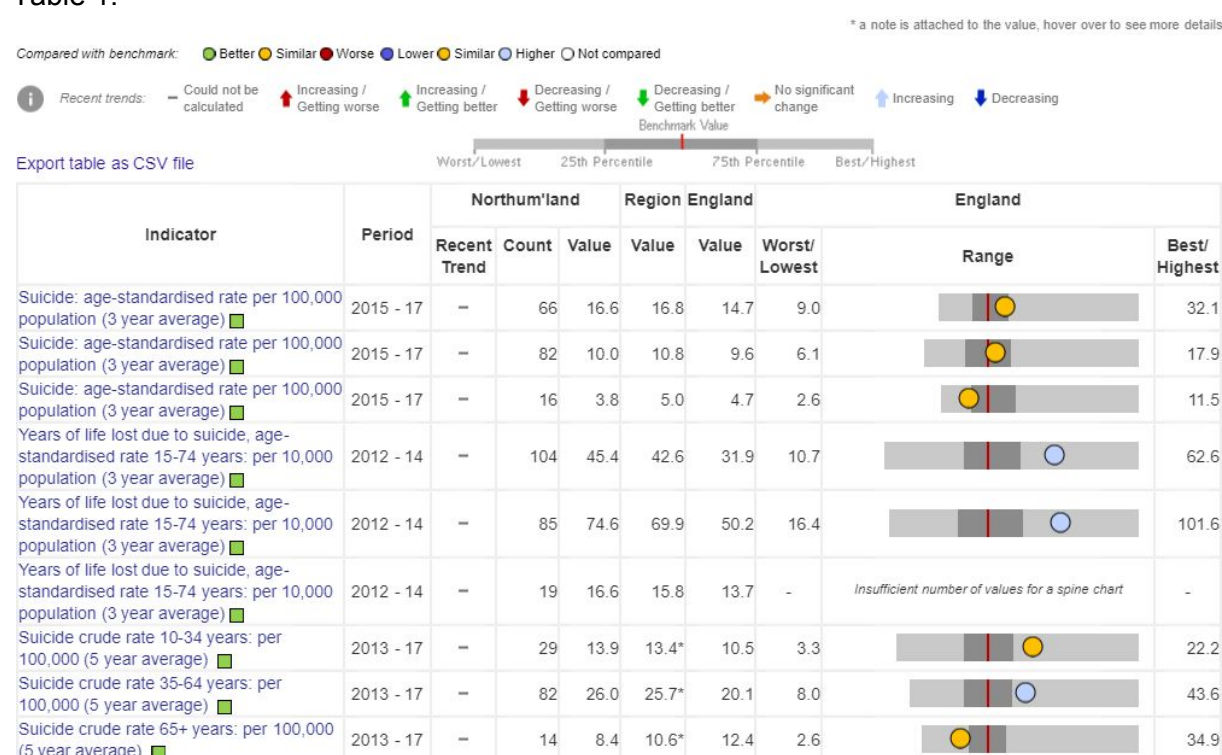 Table 1:
* a note is attached to the value, hover over to see more details
Compared with benchmark: Better Similar Worse Lower Similar Higher Not compared
i Recent trends: – Could not be calculated Increasing / Getting worse Increasing / Getting better Decreasing / Getting worse Decreasing / Getting better No significant change Increasing Decreasing
Benchmark Value
Export table as CSV file
Worst/Lowest 25th Percentile 75th Percentile Best/Highest
Northum'land Region England England
Indicator Period Recent Trend Count Value Value Value Worst/ Lowest Range Best/ Highest
Suicide: age-standardised rate per 100,000
population (3 year average) 2015 - 17 – 66 16.6 16.8 14.7 9.0 32.1
Suicide: age-standardised rate per 100,000
population (3 year average) 2015 - 17 – 82 10.0 10.8 9.6 6.1 17.9
Suicide: age-standardised rate per 100,000
population (3 year average) 2015 - 17 – 16 3.8 5.0 4.7 2.6 11.5
Years of life lost due to suicide, age-
standardised rate 15-74 years: per 10,000 2012 - 14 – 104 45.4 42.6 31.9 10.7 62.6
population (3 year average)
Years of life lost due to suicide, age-
standardised rate 15-74 years: per 10,000 2012 - 14 – 85 74.6 69.9 50.2 16.4 101.6
population (3 year average)
Years of life lost due to suicide, age-
standardised rate 15-74 years: per 10,000 2012 - 14 – 19 16.6 15.8 13.7 - Insufficient number of values for a spine chart -
population (3 year average)
Suicide crude rate 10-34 years: per
100,000 (5 year average) 2013 - 17 – 29 13.9 13.4* 10.5 3.3 22.2
Suicide crude rate 35-64 years: per
100,000 (5 year average) 2013 - 17 – 82 26.0 25.7* 20.1 8.0 43.6
Suicide crude rate 65+ years: per 100,000
(5 year average) 2013 - 17 – 14 8.4 10.6* 12.4 2.6 34.9